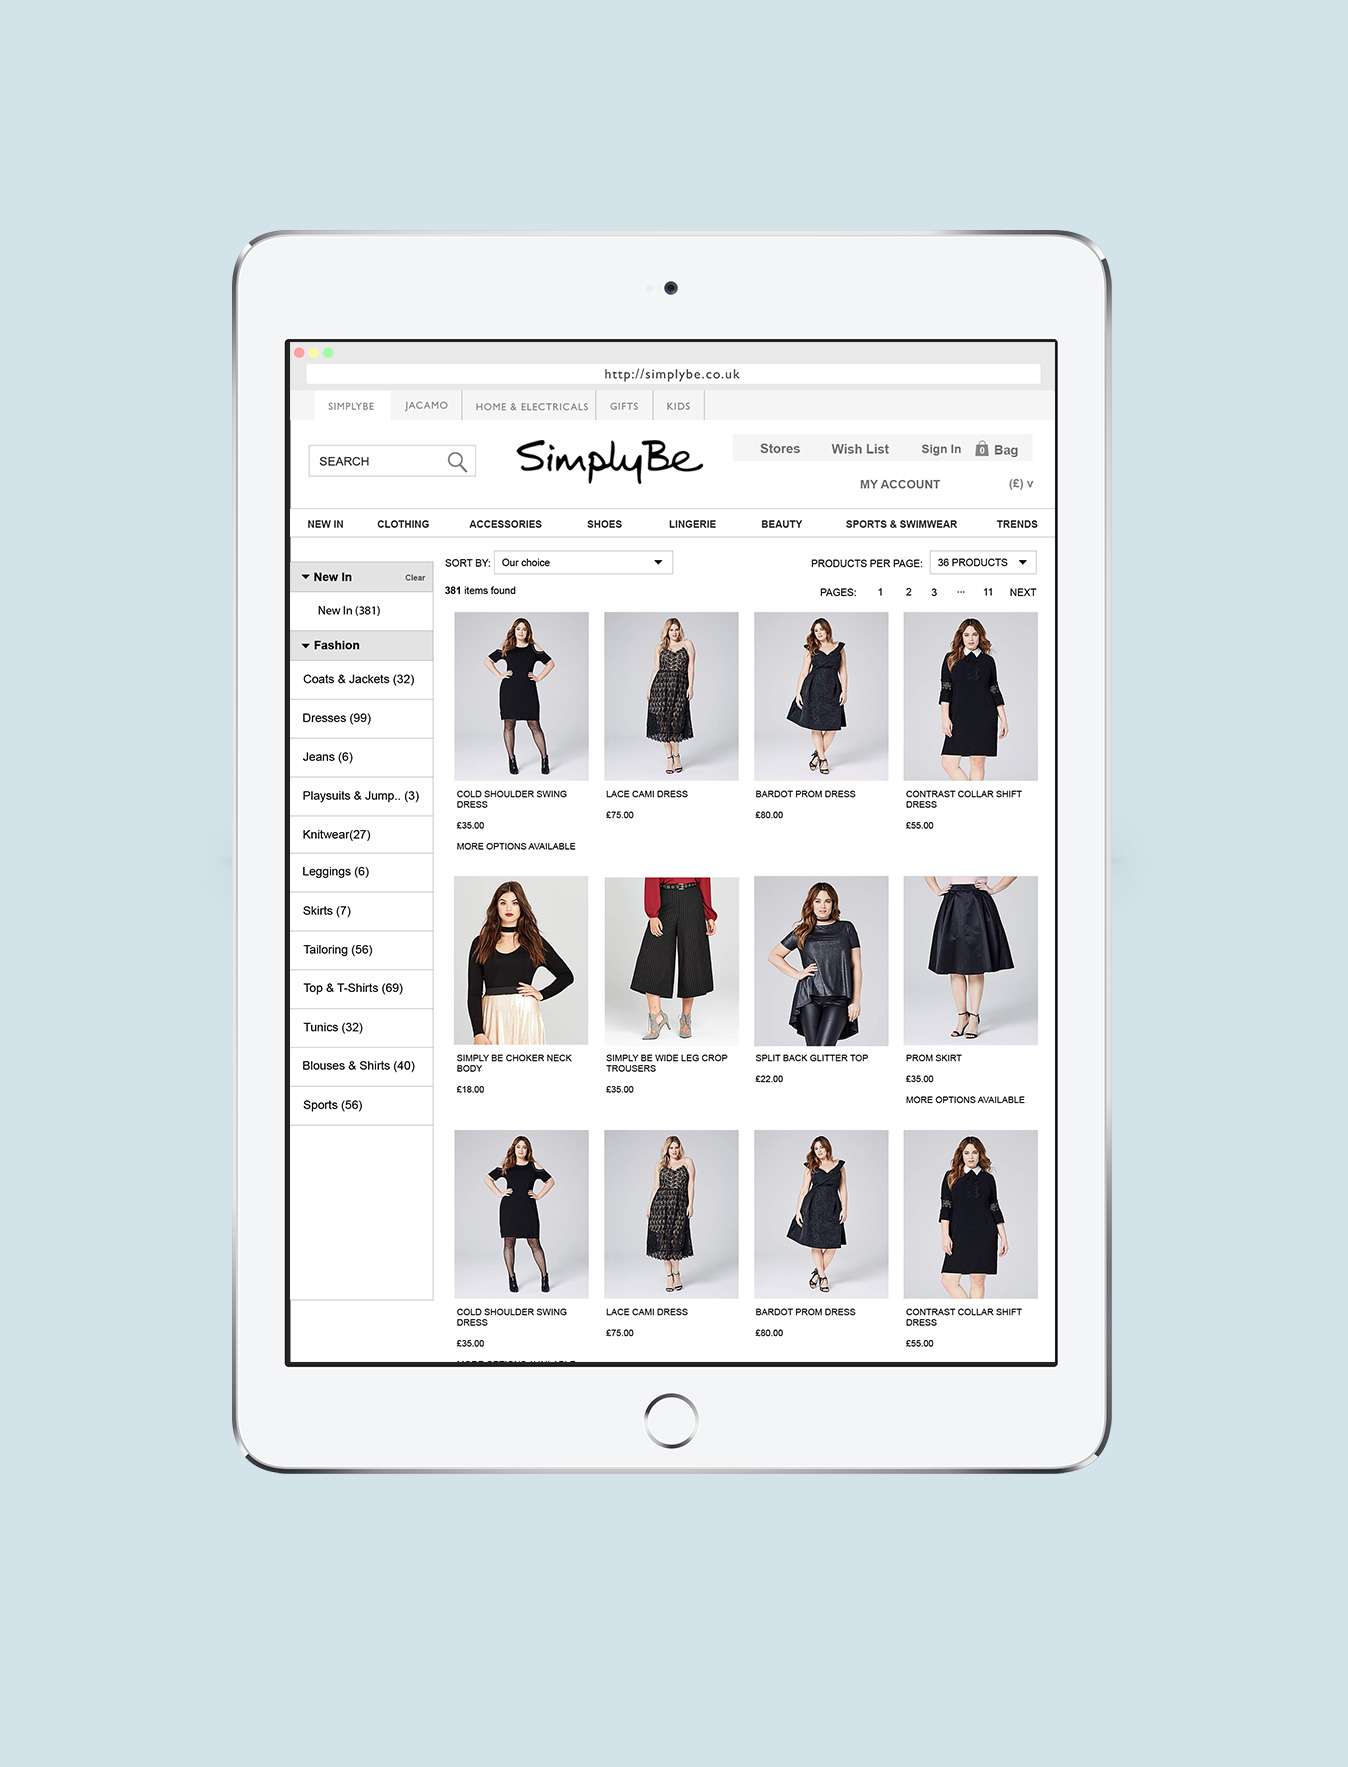 http://simplybe.co.uk
SIMPLYBE JACAMO HOME & ELECTRICALS GIFTS KIDS
SEARCH
SimplyBe
Stores Wish List Sign In 0 Bag
MY ACCOUNT (£) v
NEW IN CLOTHING ACCESSORIES SHOES LINGERIE BEAUTY SPORTS & SWIMWEAR TRENDS
New In Clear
New In (381)
Fashion
Coats & Jackets (32)
Dresses (99)
Jeans (6)
Playsuits & Jump.. (3)
Knitwear(27)
Leggings (6)
Skirts (7)
Tailoring (56)
Top & T-Shirts (69)
Tunics (32)
Blouses & Shirts (40)
Sports (56)
SORT BY: Our choice PRODUCTS PER PAGE: 36 PRODUCTS
381 items found PAGES: 1 2 3 ... 11 NEXT
COLD SHOULDER SWING
DRESS
£35.00
MORE OPTIONS AVAILABLE
LACE CAMI DRESS
£75.00
BARDOT PROM DRESS
£80.00
CONTRAST COLLAR SHIFT
DRESS
£55.00
SIMPLY BE CHOKER NECK
BODY
£18.00
SIMPLY BE WIDE LEG CROP
TROUSERS
£35.00
SPLIT BACK GLITTER TOP
£22.00
PROM SKIRT
£35.00
MORE OPTIONS AVAILABLE
COLD SHOULDER SWING
DRESS
£35.00
LACE CAMI DRESS
£75.00
BARDOT PROM DRESS
£80.00
CONTRAST COLLAR SHIFT
DRESS
£55.00